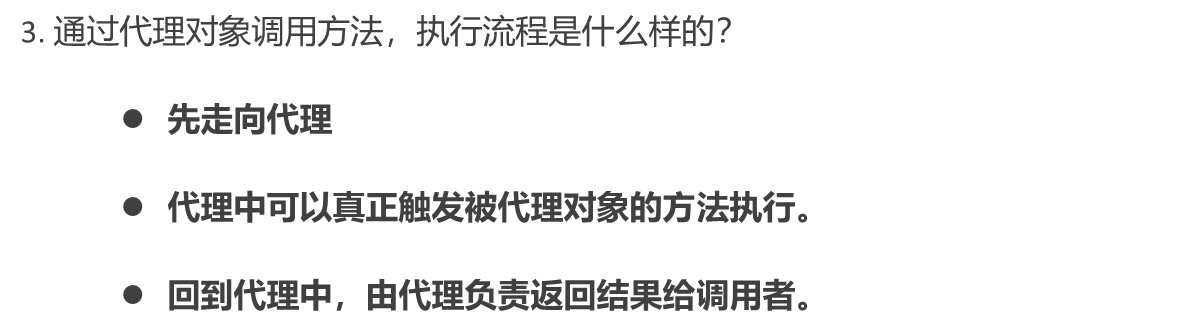 3. 通过代理对象调用方法，执行流程是什么样的？
● 先走向代理
● 代理中可以真正触发被代理对象的方法执行。
● 回到代理中，由代理负责返回结果给调用者。